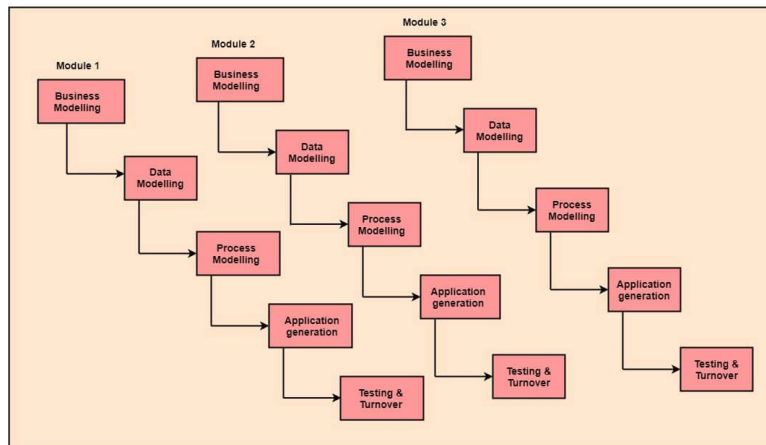 Module 1
Business
Modelling
Data
Modelling
Process
Modelling
Application
generation
Testing &
Turnover
Module 2
Business
Modelling
Data
Modelling
Process
Modelling
Application
generation
Testing &
Turnover
Module 3
Business
Modelling
Data
Modelling
Process
Modelling
Application
generation
Testing &
Turnover